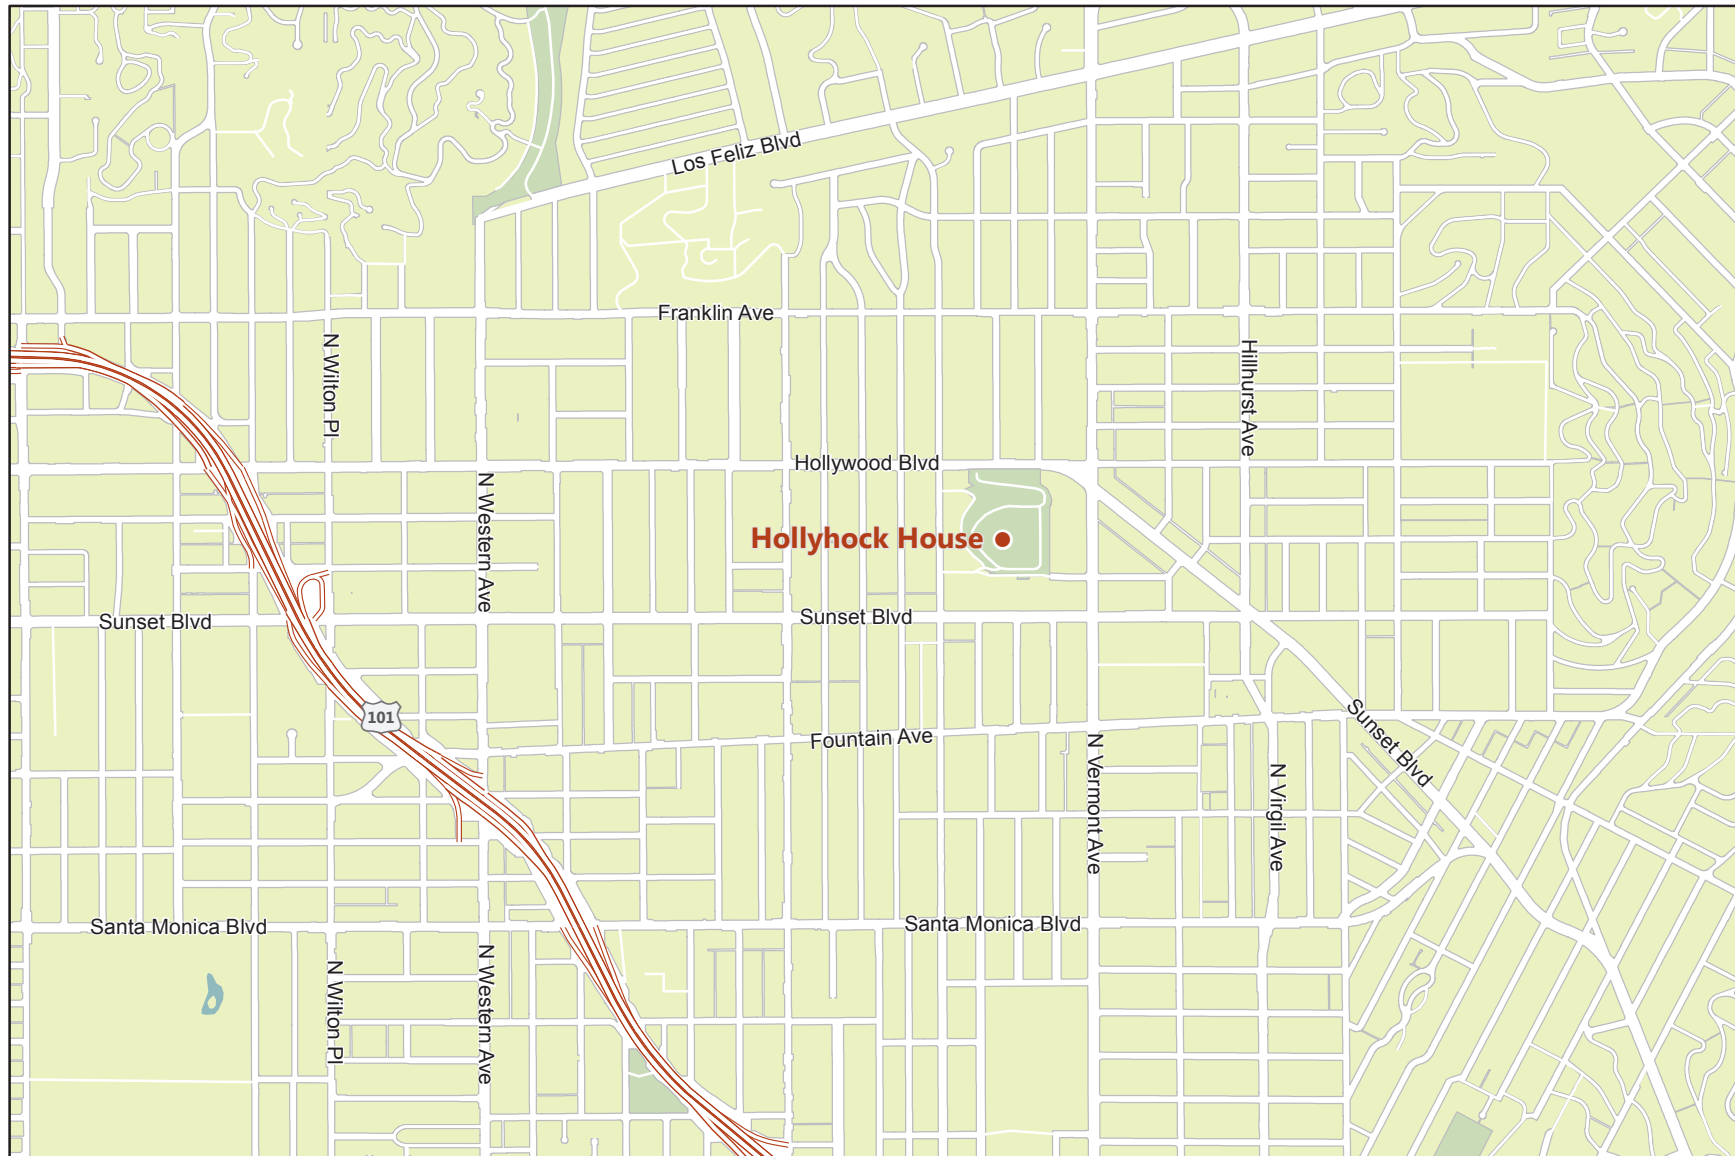 Los Feliz Blvd
Franklin Ave
N Wilton Pl
Hillhurst Ave
Hollywood Blvd
N Western Ave
Hollyhock House
Sunset Blvd
Sunset Blvd
101
Sunset Blvd
Fountain Ave
N Vermont Ave
N Virgil Ave
Santa Monica Blvd
Santa Monica Blvd
N Wilton Pl
N Western Ave